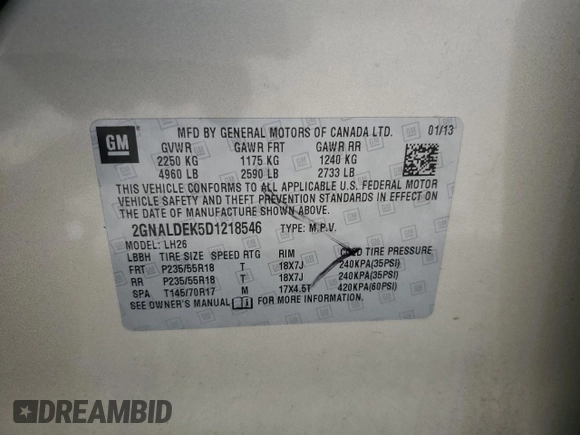 GM
MFD BY GENERAL MOTORS OF CANADA LTD. 01/13
GVWR GAWR FRT GAWR RR
2250 KG 1175 KG 1240 KG
4960 LB 2590 LB 2733 LB
THIS VEHICLE CONFORMS TO ALL APPLICABLE U.S. FEDERAL MOTOR
VEHICLE SAFETY AND THEFT PREVENTION STANDARDS IN EFFECT ON
THE DATE OF MANUFACTURE SHOWN ABOVE.
2GNALDEK5D1218546 TYPE: M.P.V.
MODEL: LH26
LBBH TIRE SIZE SPEED RTG RIM COLD TIRE PRESSURE
FRT P235/55R18 T 18X7J 240KPA(35PSI)
RR P235/55R18 T 18X7J 240KPA(35PSI)
SPA T145/70R17 M 17X4.5T 420KPA(60PSI)
SEE OWNER'S MANUAL FOR MORE INFORMATION
DREAMBID